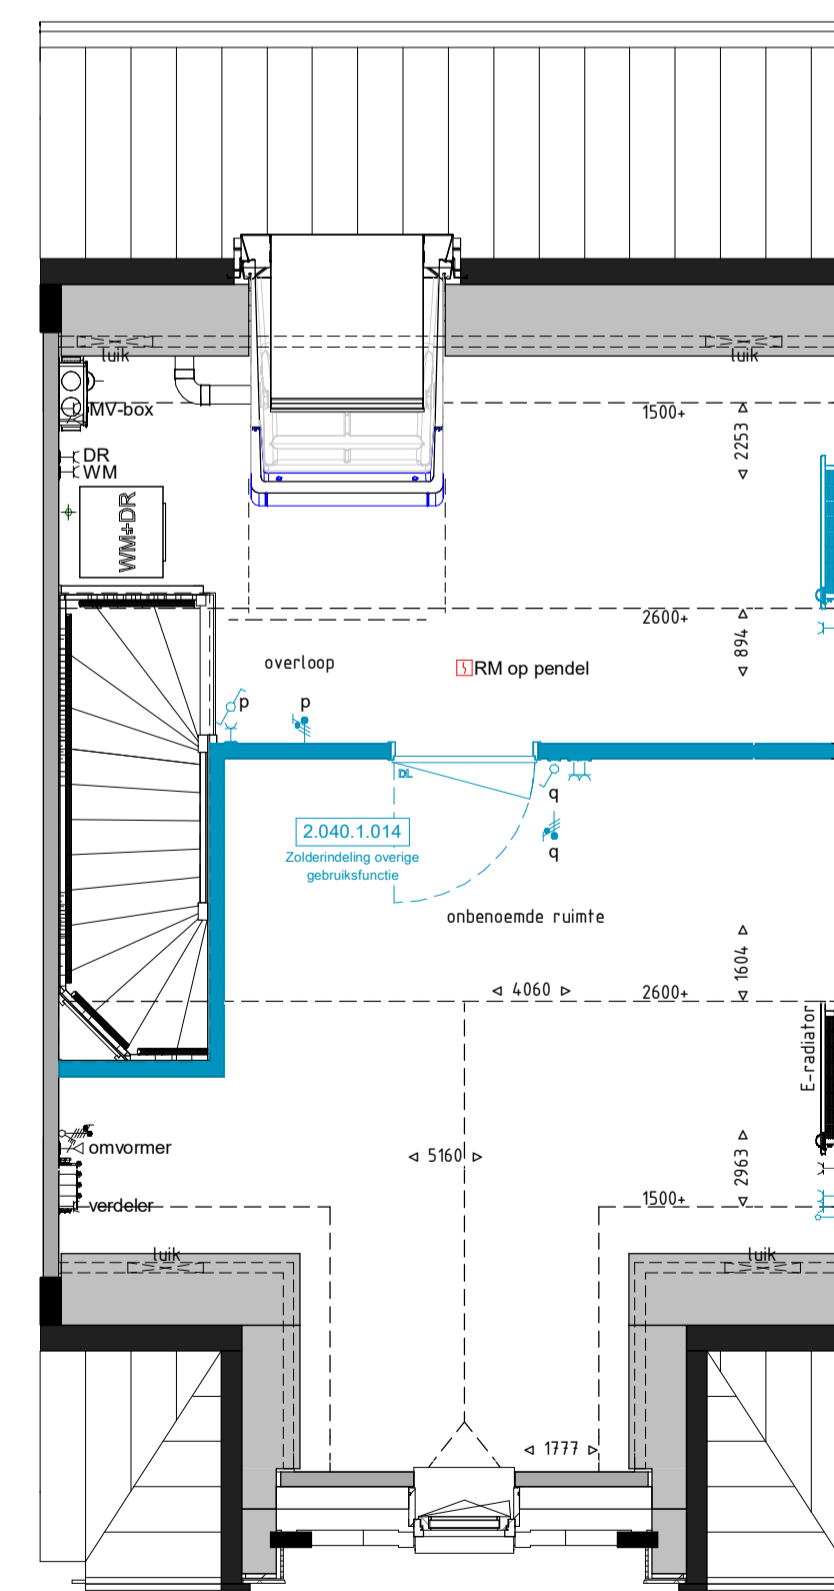 luik
luik
MV-box
1500+
2253
DR
WM
WM+DR
2600+
894
overloop
RM op pendel
p
p
DL
q
2.040.1.014
Zolderindeling overige
gebruiksfunctie
q
onbenoemde ruimte
1604
4060
2600+
E-radiator
omvormer
5160
2963
verdeler
1500+
luik
luik
1777